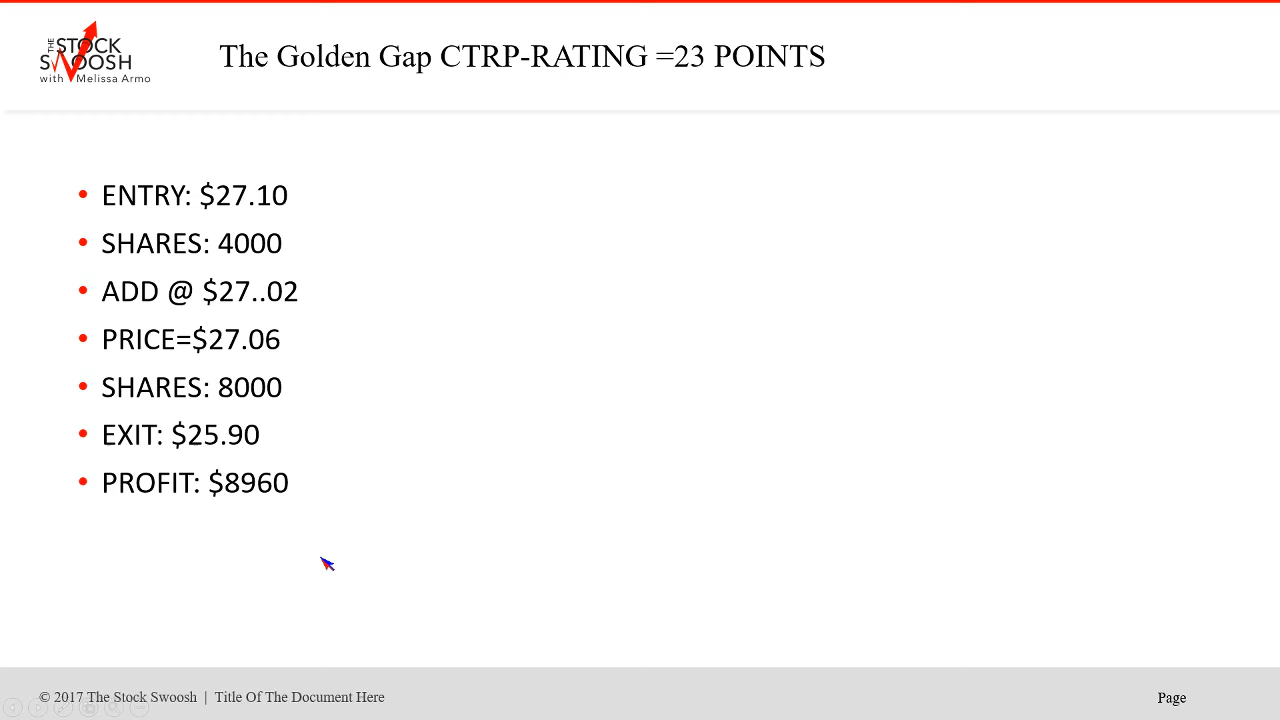 THE
STOCK
SWOOSH
with Melissa Armo
The Golden Gap CTRP-RATING =23 POINTS
• ENTRY: $27.10
• SHARES: 4000
• ADD @ $27..02
• PRICE=$27.06
• SHARES: 8000
• EXIT: $25.90
• PROFIT: $8960
© 2017 The Stock Swoosh | Title Of The Document Here
Page